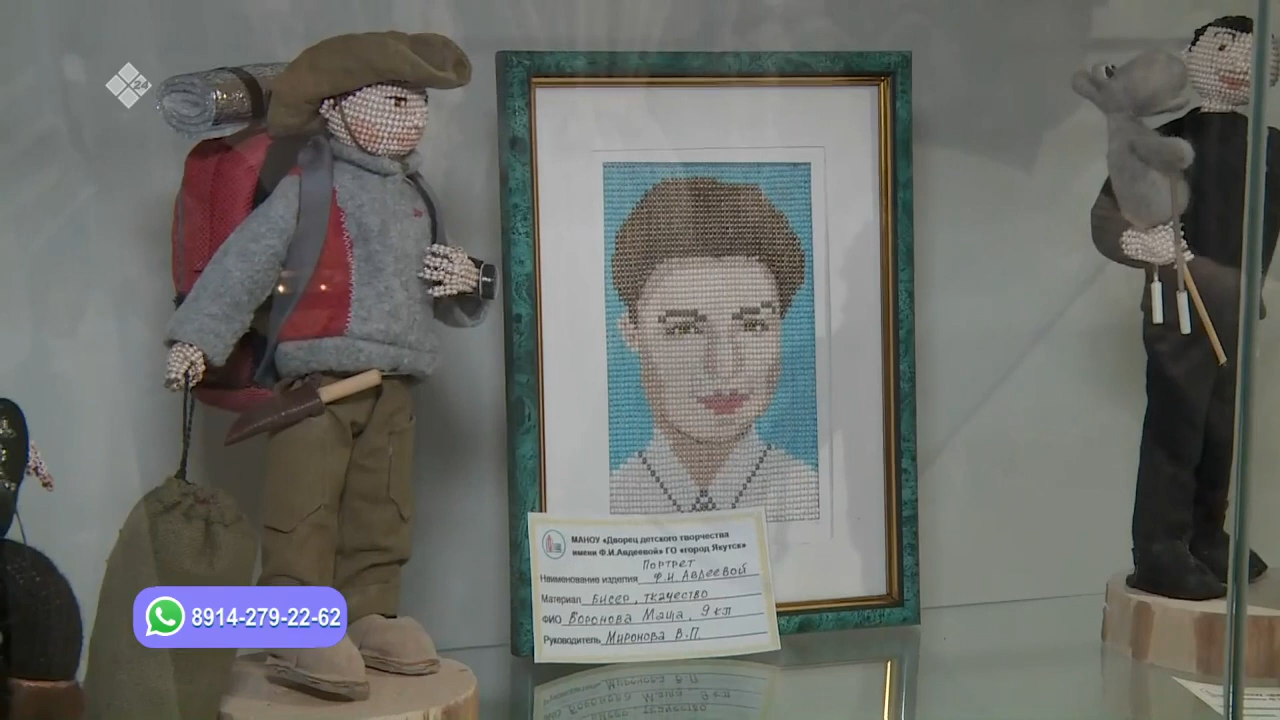 24
МАНОУ «Дворец детского творчества
имени Ф.И.Авдеевой» ГО «город Якутск»
Портрет
Наименование изделия Ф.И.Авдеевой
Материал бисер, ткачество
ФИО Воронова Маша, 9 кл
Руководитель Миронова В.П.
8914-279-22-62